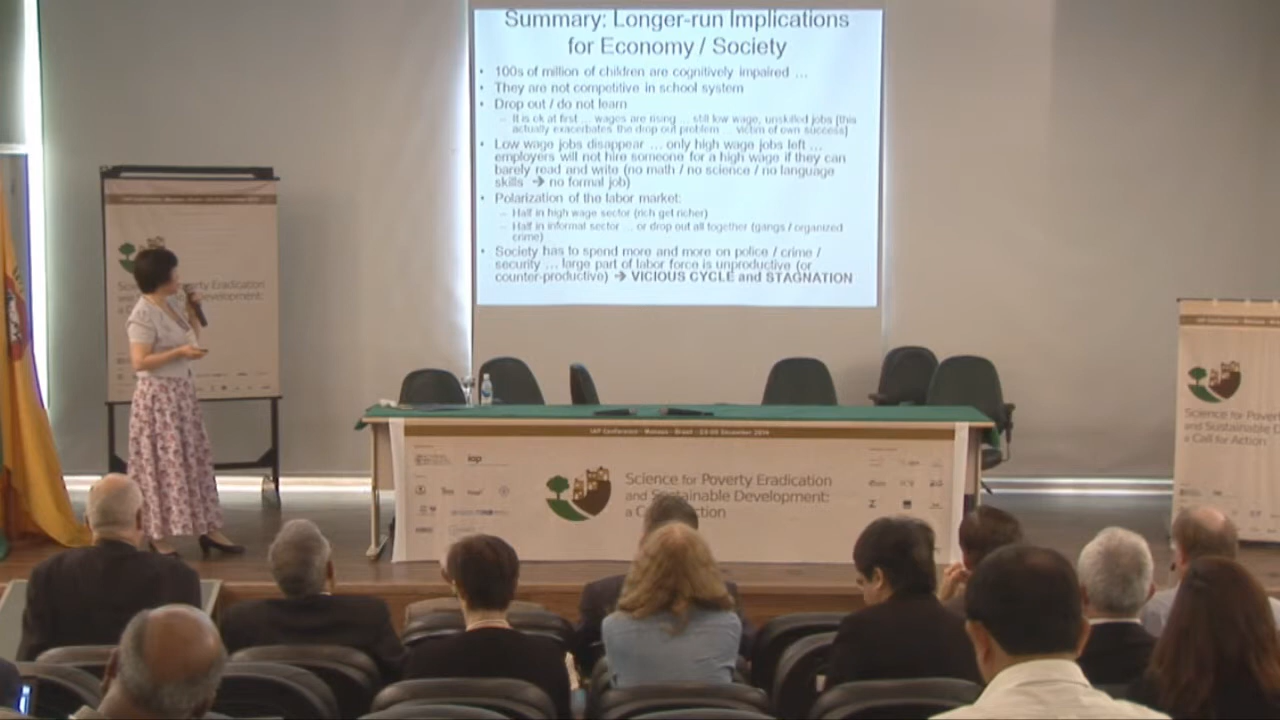 Summary: Longer-run Implications
for Economy / Society
• 100s of million of children are cognitively impaired …
• They are not competitive in school system
• Drop out / do not learn
– It is ok at first … wages are rising … still low wage, unskilled jobs [this
actually exacerbates the drop out problem … victim of own success]
• Low wage jobs disappear … only high wage jobs left …
employers will not hire someone for a high wage if they can
barely read and write (no math / no science / no language
skills → no formal job)
• Polarization of the labor market:
– Half in high wage sector (rich get richer)
– Half in informal sector … or drop out all together (gangs / organized
crime)
• Society has to spend more and more on police / crime /
security … large part of labor force is unproductive (or
counter-productive) → VICIOUS CYCLE and STAGNATION
Poverty Eradication
Development:
IAP Conference - Manaus - Brazil
iap
Science for Poverty Eradication
and Sustainable Development:
a Call for Action
Science for Pover
and Sustainable D
a Call for Action